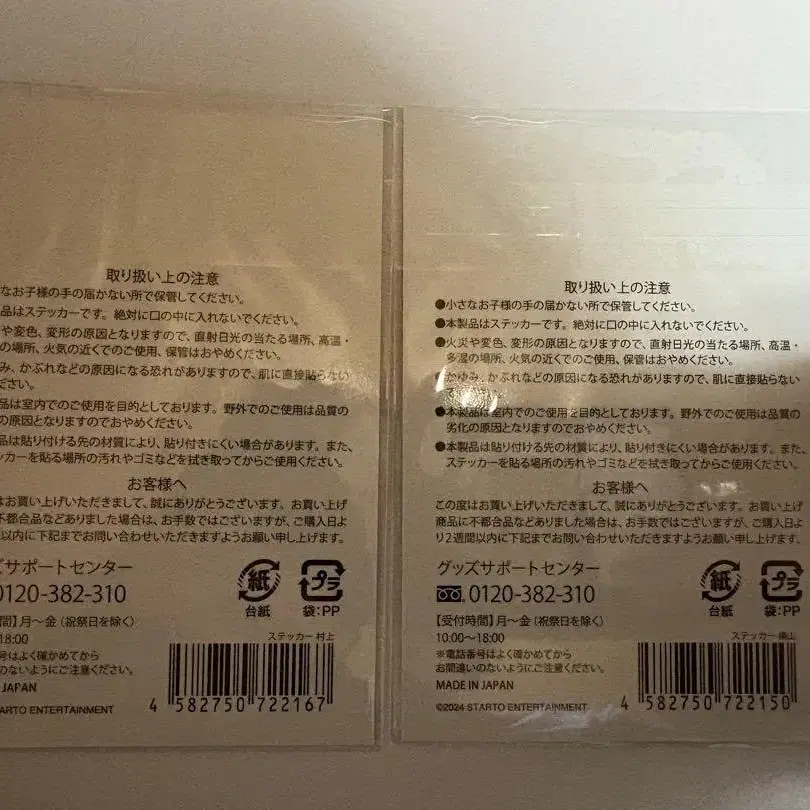 取り扱い上の注意
なお子様の手の届かない所で保管してください。
品はステッカーです。絶対に口の中に入れないでください。
や変色、変形の原因となりますので、直射日光の当たる場所、高温・
の場所、火気の近くでのご使用、保管はおやめください。
み、かぶれなどの原因になる恐れがありますので、肌に直接貼らない
ださい。
品は室内でのご使用を目的としております。野外でのご使用は品質の
の原因となりますのでおやめください。
品は貼り付ける先の材質により、貼り付きにくい場合があります。また、
ッカーを貼る場所の汚れやゴミなどを拭き取ってからご使用ください。
お客様へ
はお買い上げいただきまして、誠にありがとうございます。お買い上げ
不都合品などありました場合は、お手数ではございますが、ご購入日よ
以内に下記までお問い合わせいただきますようお願い申し上げます。
ズサポートセンター
0120-382-310
間】月〜金（祝祭日を除く）
18:00
号はよく確かめてから
のないようにご注意ください。
JAPAN
ARTO ENTERTAINMENT
紙
台紙
プラ
袋:PP
ステッカー 村上
4 582750 722167
取り扱い上の注意
●小さなお子様の手の届かない所で保管してください。
●本製品はステッカーです。絶対に口の中に入れないでください。
●火災や変色、変形の原因となりますので、直射日光の当たる場所、高温・
多湿の場所、火気の近くでのご使用、保管はおやめください。
かゆみ、かぶれなどの原因になる恐れがありますので、肌に直接貼らない
●本製品は室内でのご使用を目的としております。野外でのご使用は品質の
劣化の原因となりますのでおやめください。
●本製品は貼り付ける先の材質により、貼り付きにくい場合があります。また、
ステッカーを貼る場所の汚れやゴミなどを拭き取ってからご使用ください。
お客様へ
この度はお買い上げいただきまして、誠にありがとうございます。お買い上げ
商品に不都合品などありました場合は、お手数ではございますが、ご購入日よ
り2週間以内に下記までお問い合わせいただきますようお願い申し上げます。
グッズサポートセンター
0120-382-310
【受付時間】月〜金（祝祭日を除く）
10:00〜18:00
※電話番号はよく確かめてから
お間違いのないようにご注意ください。
MADE IN JAPAN
©2024 STARTO ENTERTAINMENT
紙
台紙
プラ
袋:PP
ステッカー 横山
4 582750 722150